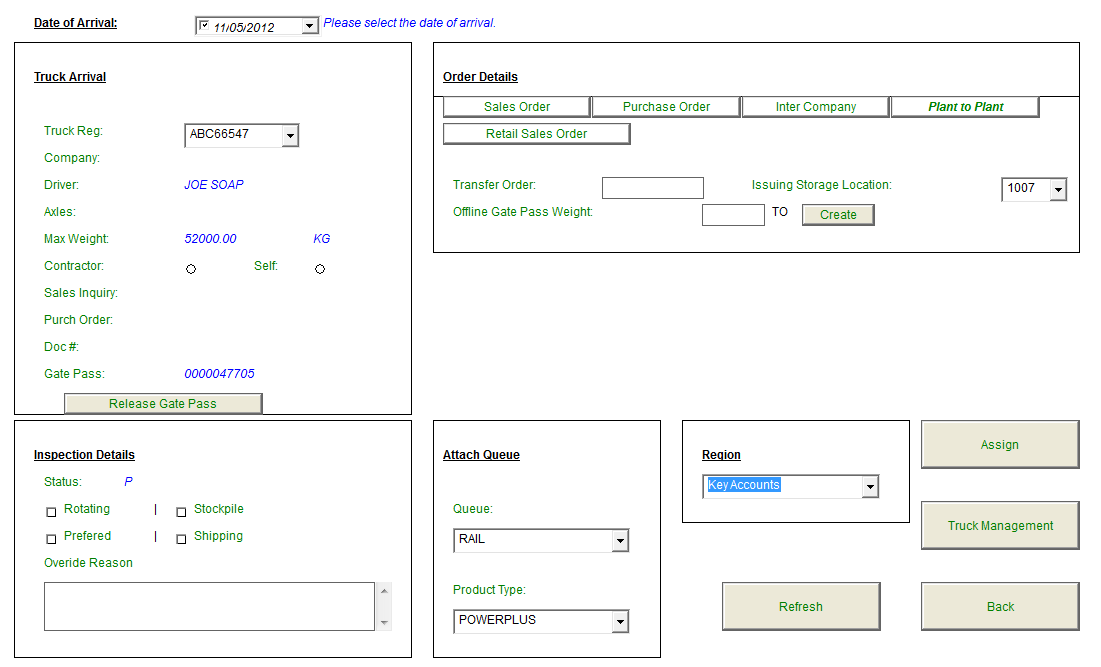 Date of Arrival: 11/05/2012 Please select the date of arrival.
Truck Arrival
Truck Reg: ABC66547
Company:
Driver: JOE SOAP
Axles:
Max Weight: 52000.00 KG
Contractor: Self:
Sales Inquiry:
Purch Order:
Doc #:
Gate Pass: 0000047705
Release Gate Pass
Order Details
Sales Order Purchase Order Inter Company Plant to Plant
Retail Sales Order
Transfer Order: Issuing Storage Location: 1007
Offline Gate Pass Weight: TO Create
Inspection Details
Status: P
Rotating | Stockpile
Prefered | Shipping
Overide Reason
Attach Queue
Queue:
RAIL
Product Type:
POWERPLUS
Region
Key Accounts
Assign
Truck Management
Refresh Back